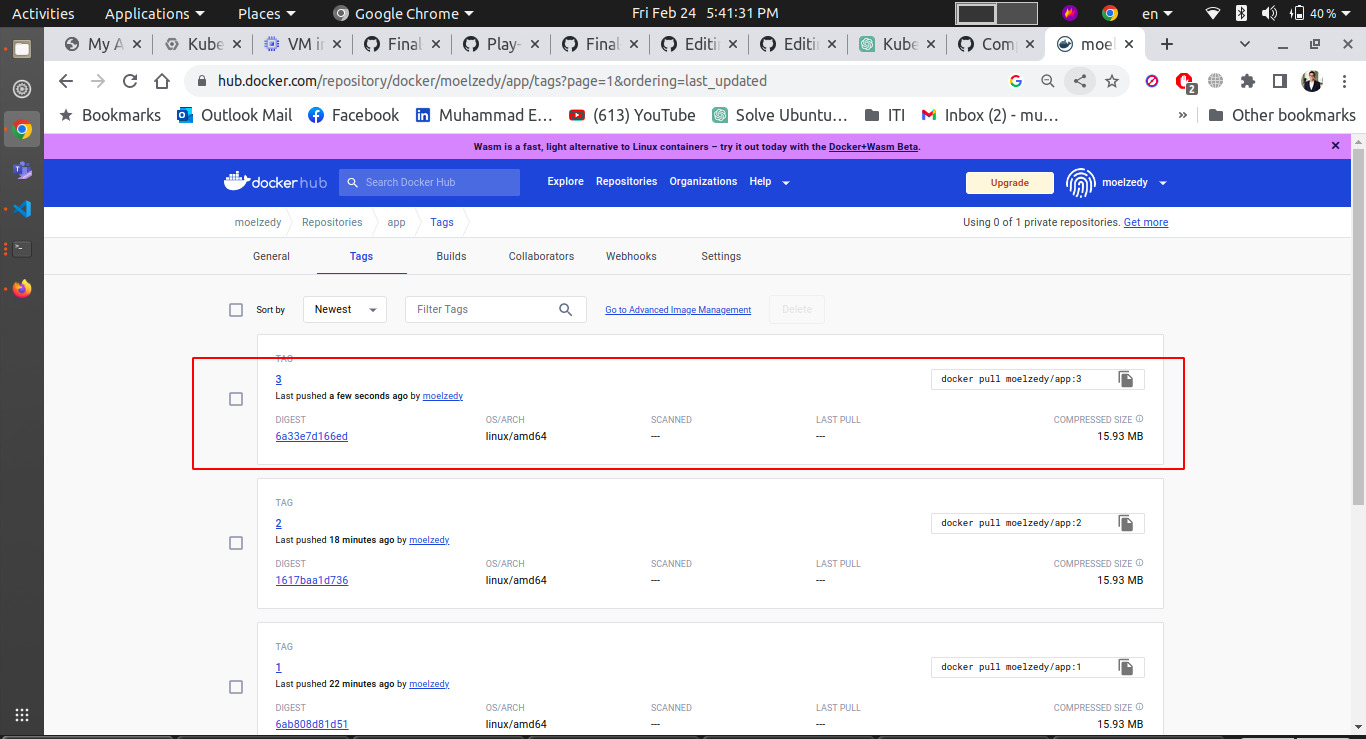 Activities Applications Places Google Chrome Fri Feb 24 5:41:31 PM en 40 %
My A Kube VM in Final Play- Final Editi Editi Kube Com moel
hub.docker.com/repository/docker/moelzedy/app/tags?page=1&ordering=last_updated 2
Bookmarks Outlook Mail Facebook Muhammad E... (613) YouTube Solve Ubuntu... ITI Inbox (2) - mu... » Other bookmarks
Wasm is a fast, light alternative to Linux containers – try it out today with the Docker+Wasm Beta.
docker hub Search Docker Hub Explore Repositories Organizations Help Upgrade moelzedy
moelzedy Repositories app Tags Using 0 of 1 private repositories. Get more
General Tags Builds Collaborators Webhooks Settings
Sort by Newest Filter Tags Go to Advanced Image Management Delete
TAG
3 docker pull moelzedy/app:3
Last pushed a few seconds ago by moelzedy
DIGEST OS/ARCH SCANNED LAST PULL COMPRESSED SIZE
6a33e7d166ed linux/amd64 --- --- 15.93 MB
TAG
2 docker pull moelzedy/app:2
Last pushed 18 minutes ago by moelzedy
DIGEST OS/ARCH SCANNED LAST PULL COMPRESSED SIZE
1617baa1d736 linux/amd64 --- --- 15.93 MB
TAG
1 docker pull moelzedy/app:1
Last pushed 22 minutes ago by moelzedy
DIGEST OS/ARCH SCANNED LAST PULL COMPRESSED SIZE
6ab808d81d51 linux/amd64 --- --- 15.93 MB